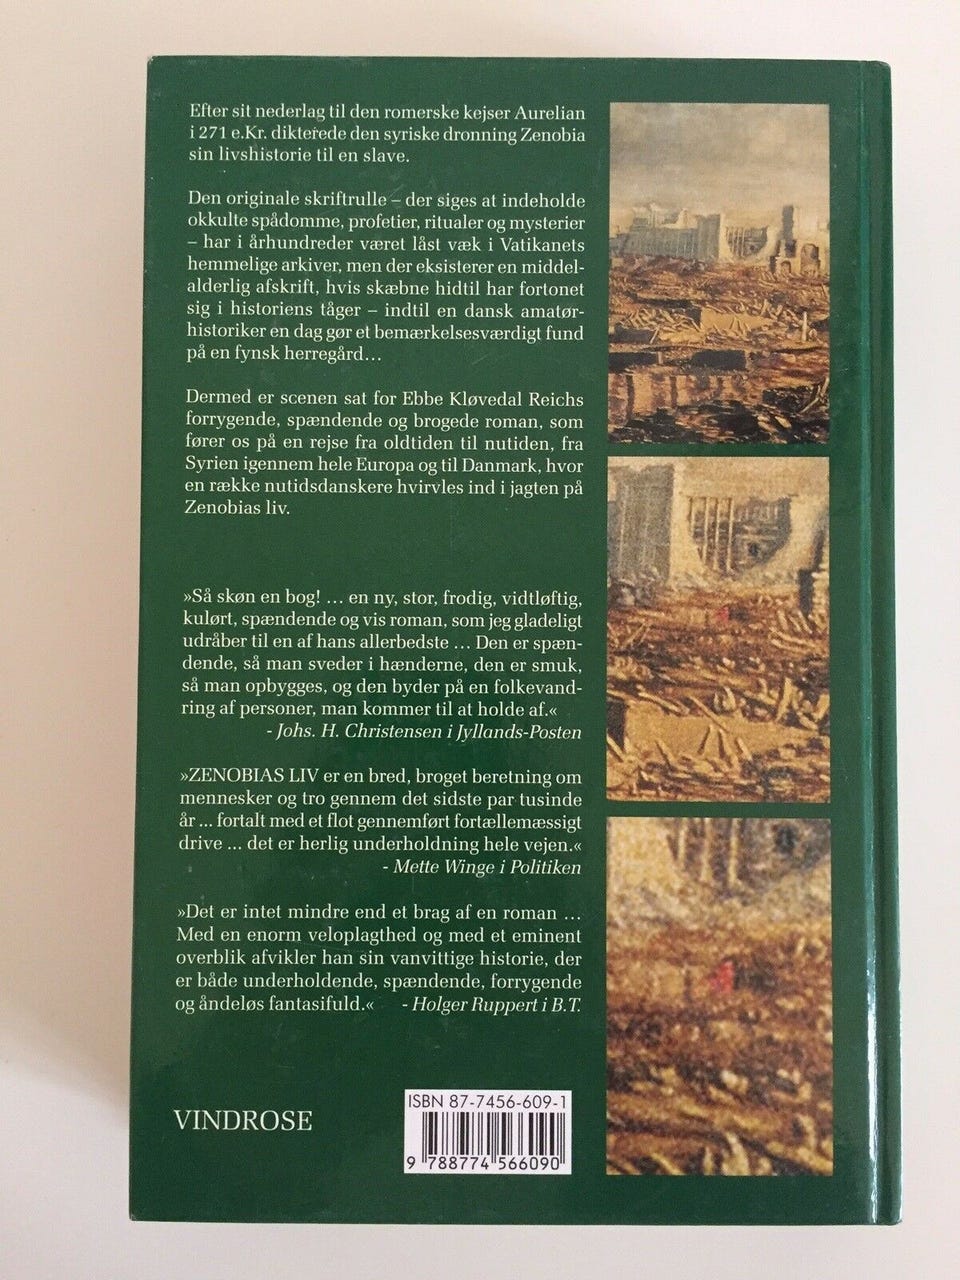 Efter sit nederlag til den romerske kejser Aurelian
i 271 e.Kr. dikterede den syriske dronning Zenobia
sin livshistorie til en slave.
Den originale skriftrulle – der siges at indeholde
okkulte spådomme, profetier, ritualer og mysterier
– har i århundreder været låst væk i Vatikanets
hemmelige arkiver, men der eksisterer en middel-
alderlig afskrift, hvis skæbne hidtil har fortonet
sig i historiens tåger – indtil en dansk amatør-
historiker en dag gør et bemærkelsesværdigt fund
på en fynsk herregård…
Dermed er scenen sat for Ebbe Kløvedal Reichs
forrygende, spændende og brogede roman, som
fører os på en rejse fra oldtiden til nutiden, fra
Syrien igennem hele Europa og til Danmark, hvor
en række nutidsdanskere hvirvles ind i jagten på
Zenobias liv.
»Så skøn en bog! … en ny, stor, frodig, vidtløftig,
kulørt, spændende og vis roman, som jeg gladeligt
udråber til en af hans allerbedste … Den er spæn-
dende, så man sveder i hænderne, den er smuk,
så man opbygges, og den byder på en folkevand-
ring af personer, man kommer til at holde af.«
- Johs. H. Christensen i Jyllands-Posten
»ZENOBIAS LIV er en bred, broget beretning om
mennesker og tro gennem det sidste par tusinde
år ... fortalt med et flot gennemført fortællemæssigt
drive ... det er herlig underholdning hele vejen.«
- Mette Winge i Politiken
»Det er intet mindre end et brag af en roman …
Med en enorm veloplagthed og med et eminent
overblik afvikler han sin vanvittige historie, der
er både underholdende, spændende, forrygende
og åndeløs fantasifuld.« - Holger Ruppert i B.T.
VINDROSE
ISBN 87-7456-609-1
9 788774 566090